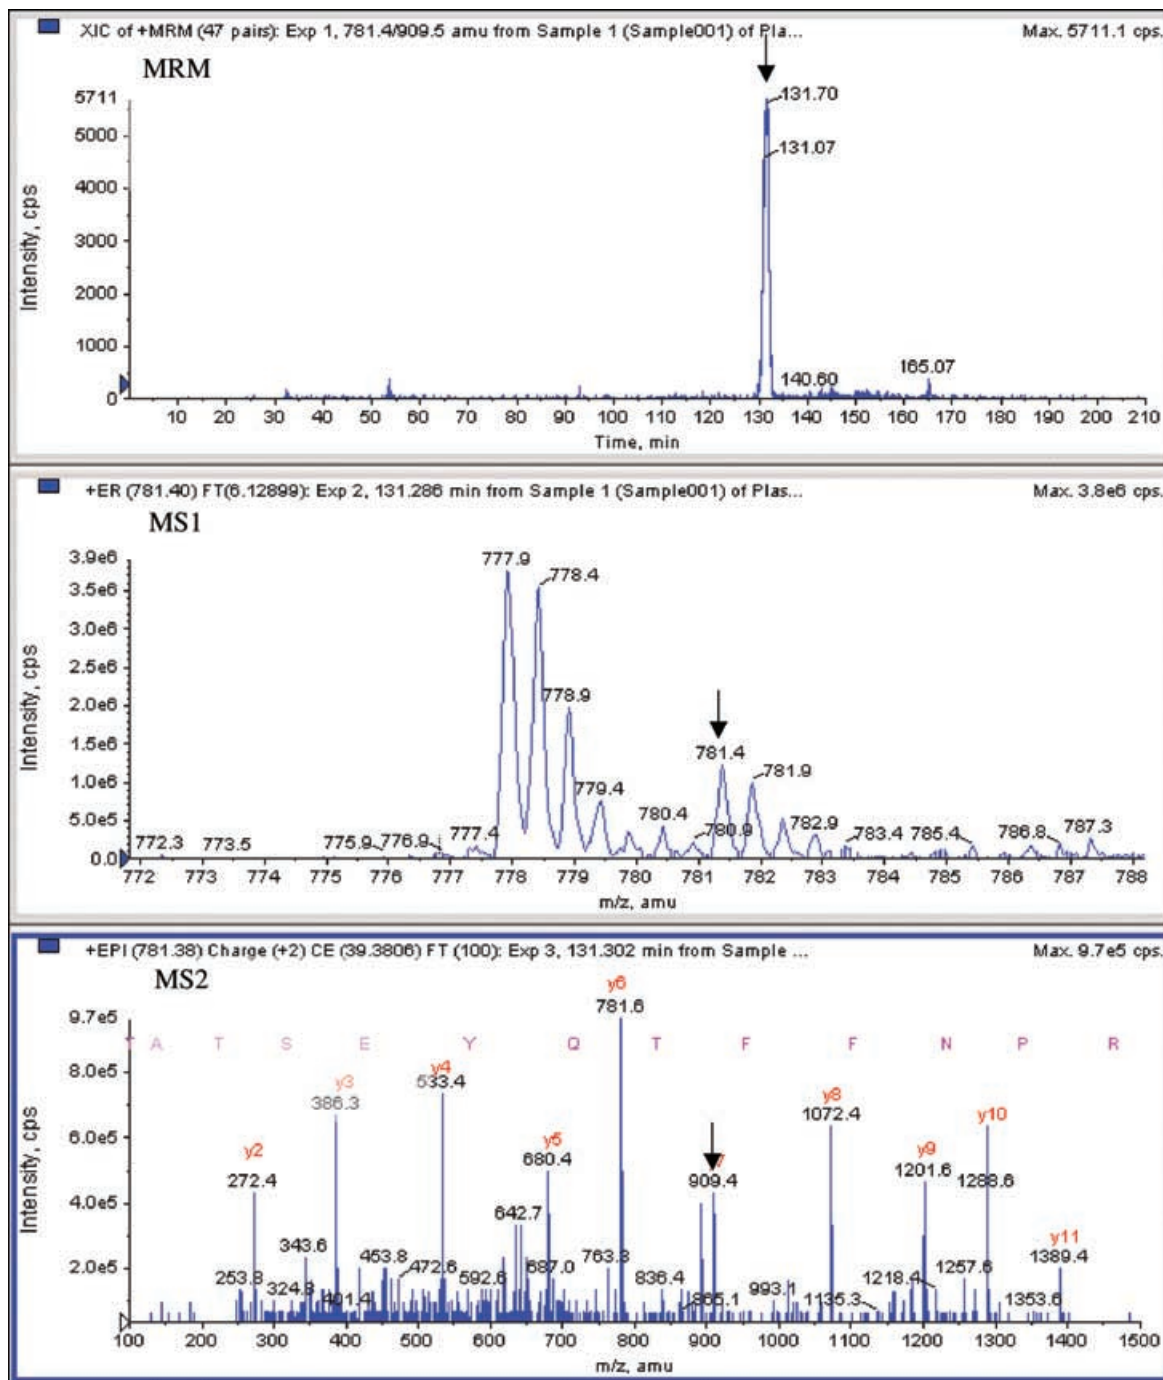 XIC of +MRM (47 pairs): Exp 1, 781.4/909.5 amu from Sample 1 (Sample001) of Pla... Max. 5711.1 cps.
MRM
5711
5000
4000
3000
2000
1000
0
Intensity, cps
131.70
131.07
140.60
165.07
10 20 30 40 50 60 70 80 90 100 110 120 130 140 150 160 170 180 190 200 210
Time, min
+ER (781.40) FT(6.12899): Exp 2, 131.286 min from Sample 1 (Sample001) of Plas... Max. 3.8e6 cps.
MS1
3.9e6
3.5e6
3.0e6
2.5e6
2.0e6
1.5e6
1.0e6
5.0e5
0.0
Intensity, cps
777.9
778.4
778.9
781.4
781.9
779.4
780.4
772.3 773.5 775.9 776.9 777.4 780.9 782.9 783.4 785.4 786.8 787.3
772 773 774 775 776 777 778 779 780 781 782 783 784 785 786 787 788
m/z, amu
+EPI (781.38) Charge (+2) CE (39.3806) FT (100): Exp 3, 131.302 min from Sample ... Max. 9.7e5 cps.
MS2
9.7e5
8.0e5
6.0e5
4.0e5
2.0e5
Intensity, cps
A T S E Y Q T F F N P R
y6
781.6
y3
386.3
y4
533.4
y8
1072.4
y10
1288.6
y2
272.4
y5
680.4
909.4
y9
1201.6
642.7
y11
1389.4
343.6 453.8 472.6 687.0 763.3 1257.6
253.8 324.8 401.4 592.6 836.4 865.1 993.1 1135.3 1218.4 1353.6
100 200 300 400 500 600 700 800 900 1000 1100 1200 1300 1400 1500
m/z, amu